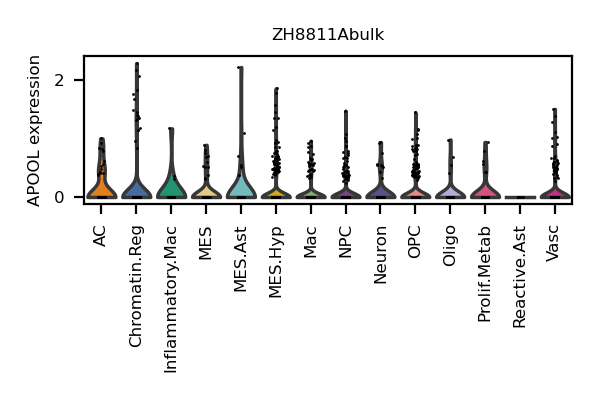 ZH8811Abulk
APOOL expression
2
0
AC
Chromatin.Reg
Inflammatory.Mac
MES
MES.Ast
MES.Hyp
Mac
NPC
Neuron
OPC
Oligo
Prolif.Metab
Reactive.Ast
Vasc